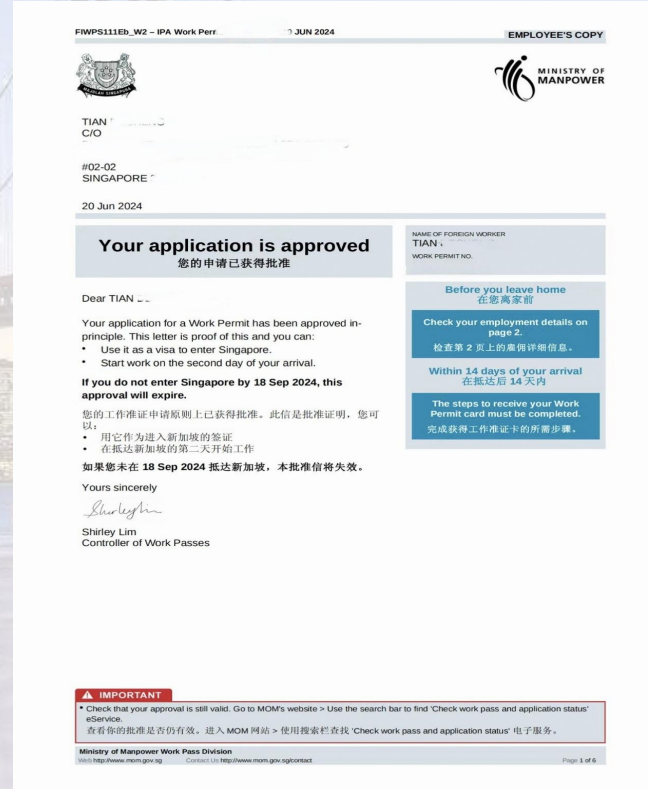 FIWPS111Eb_W2 – IPA Work Perr JUN 2024
EMPLOYEE'S COPY
MAJULAH SINGAPURA
MINISTRY OF
MANPOWER
TIAN
C/O
#02-02
SINGAPORE
20 Jun 2024
Your application is approved
您的申请已获得批准
NAME OF FOREIGN WORKER
TIAN
WORK PERMIT NO.
Dear TIAN
Your application for a Work Permit has been approved in-
principle. This letter is proof of this and you can:
• Use it as a visa to enter Singapore.
• Start work on the second day of your arrival.
If you do not enter Singapore by 18 Sep 2024, this
approval will expire.
您的工作准证申请原则上已获得批准。此信是批准证明，您可
以：
• 用它作为进入新加坡的签证
• 在抵达新加坡的第二天开始工作
如果您未在 18 Sep 2024 抵达新加坡，本批准信将失效。
Yours sincerely
Shirley Lim
Controller of Work Passes
Before you leave home
在您离家前
Check your employment details on
page 2.
检查第 2 页上的雇佣详细信息。
Within 14 days of your arrival
在抵达后 14 天内
The steps to receive your Work
Permit card must be completed.
完成获得工作准证卡的所需步骤。
IMPORTANT
• Check that your approval is still valid. Go to MOM's website > Use the search bar to find 'Check work pass and application status'
eService.
查看你的批准是否仍有效。进入 MOM 网站 > 使用搜索栏查找 'Check work pass and application status' 电子服务。
Ministry of Manpower Work Pass Division
Web http://www.mom.gov.sg Contact Us http://www.mom.gov.sg/contact
Page 1 of 6